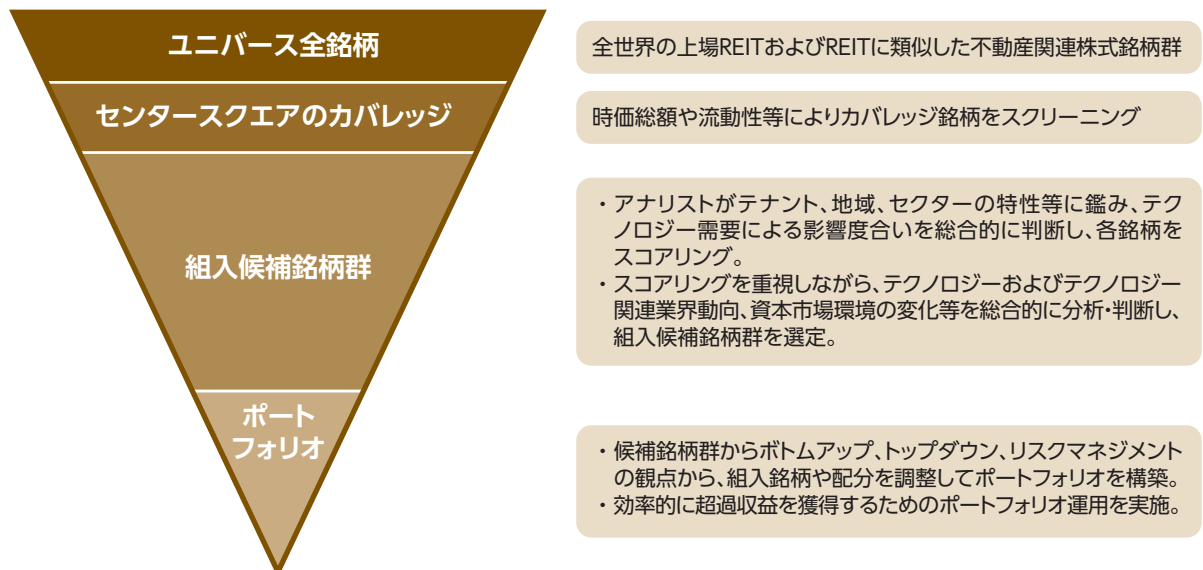 ユニバース全銘柄
全世界の上場REITおよびREITに類似した不動産関連株式銘柄群
センタースクエアのカバレッジ
時価総額や流動性等によりカバレッジ銘柄をスクリーニング
組入候補銘柄群
・アナリストがテナント、地域、セクターの特性等に鑑み、テク
ノロジー需要による影響度合いを総合的に判断し、各銘柄を
スコアリング。
・スコアリングを重視しながら、テクノロジーおよびテクノロジー
関連業界動向、資本市場環境の変化等を総合的に分析・判断し、
組入候補銘柄群を選定。
ポート
フォリオ
・候補銘柄群からボトムアップ、トップダウン、リスクマネジメント
の観点から、組入銘柄や配分を調整してポートフォリオを構築。
・効率的に超過収益を獲得するためのポートフォリオ運用を実施。